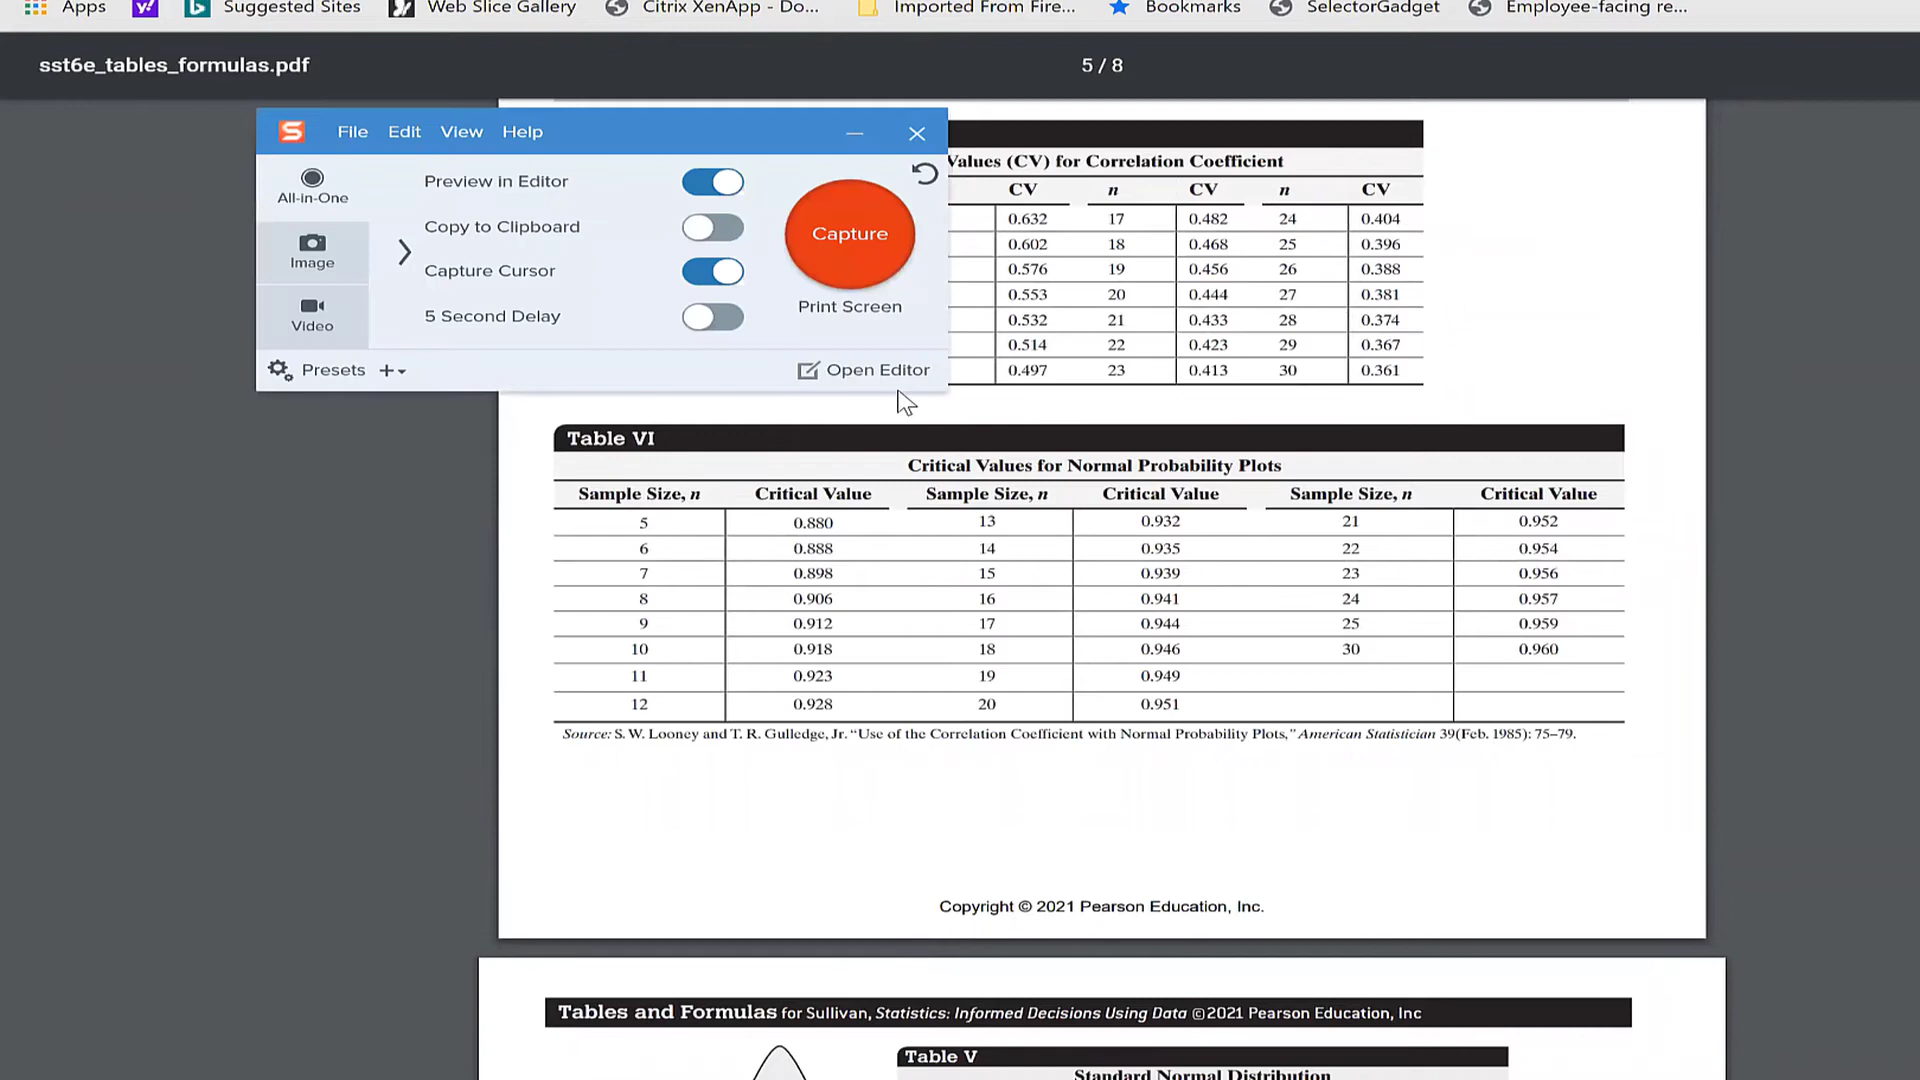 Apps Suggested Sites Web Slice Gallery Citrix XenApp - Do... Imported From Fire... Bookmarks SelectorGadget Employee-facing re...
sst6e_tables_formulas.pdf 5 / 8
S File Edit View Help
All-in-One
Image
Video
Preview in Editor
Copy to Clipboard
Capture Cursor
5 Second Delay
Capture
Print Screen
Presets Open Editor
Values (CV) for Correlation Coefficient
CV n CV n CV
0.632 17 0.482 24 0.404
0.602 18 0.468 25 0.396
0.576 19 0.456 26 0.388
0.553 20 0.444 27 0.381
0.532 21 0.433 28 0.374
0.514 22 0.423 29 0.367
0.497 23 0.413 30 0.361
Table VI
Critical Values for Normal Probability Plots
Sample Size, n Critical Value Sample Size, n Critical Value Sample Size, n Critical Value
5 0.880 13 0.932 21 0.952
6 0.888 14 0.935 22 0.954
7 0.898 15 0.939 23 0.956
8 0.906 16 0.941 24 0.957
9 0.912 17 0.944 25 0.959
10 0.918 18 0.946 30 0.960
11 0.923 19 0.949
12 0.928 20 0.951
Source: S. W. Looney and T. R. Gulledge, Jr. “Use of the Correlation Coefficient with Normal Probability Plots,” American Statistician 39(Feb. 1985): 75–79.
Copyright © 2021 Pearson Education, Inc.
Tables and Formulas for Sullivan, Statistics: Informed Decisions Using Data ©2021 Pearson Education, Inc
Table V
Standard Normal Distribution